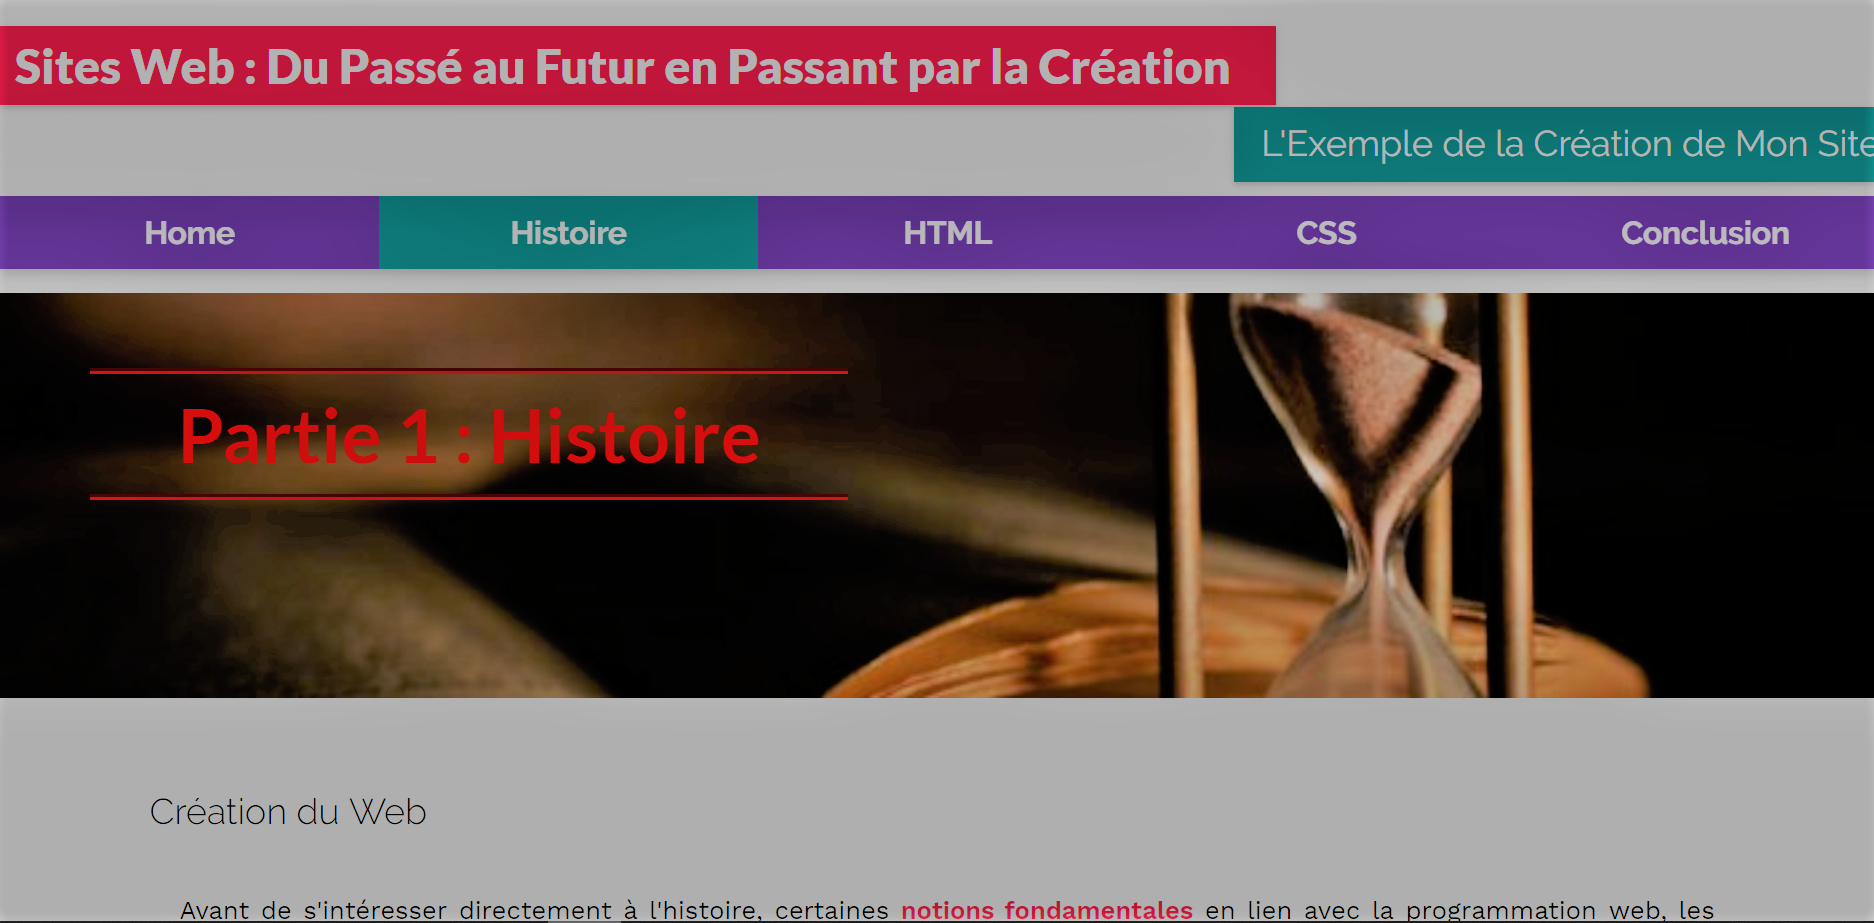 Sites Web : Du Passé au Futur en Passant par la Création
L'Exemple de la Création de Mon Site
Home Histoire HTML CSS Conclusion
Partie 1 : Histoire
Création du Web
Avant de s'intéresser directement à l'histoire, certaines notions fondamentales en lien avec la programmation web, les